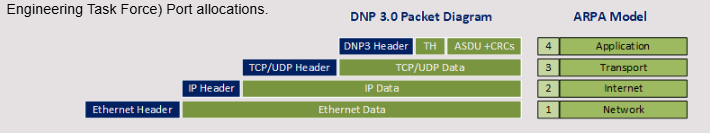 Engineering Task Force) Port allocations.
DNP 3.0 Packet Diagram ARPA Model
DNP3 Header TH ASDU +CRCs 4 Application
TCP/UDP Header TCP/UDP Data 3 Transport
IP Header IP Data 2 Internet
Ethernet Header Ethernet Data 1 Network